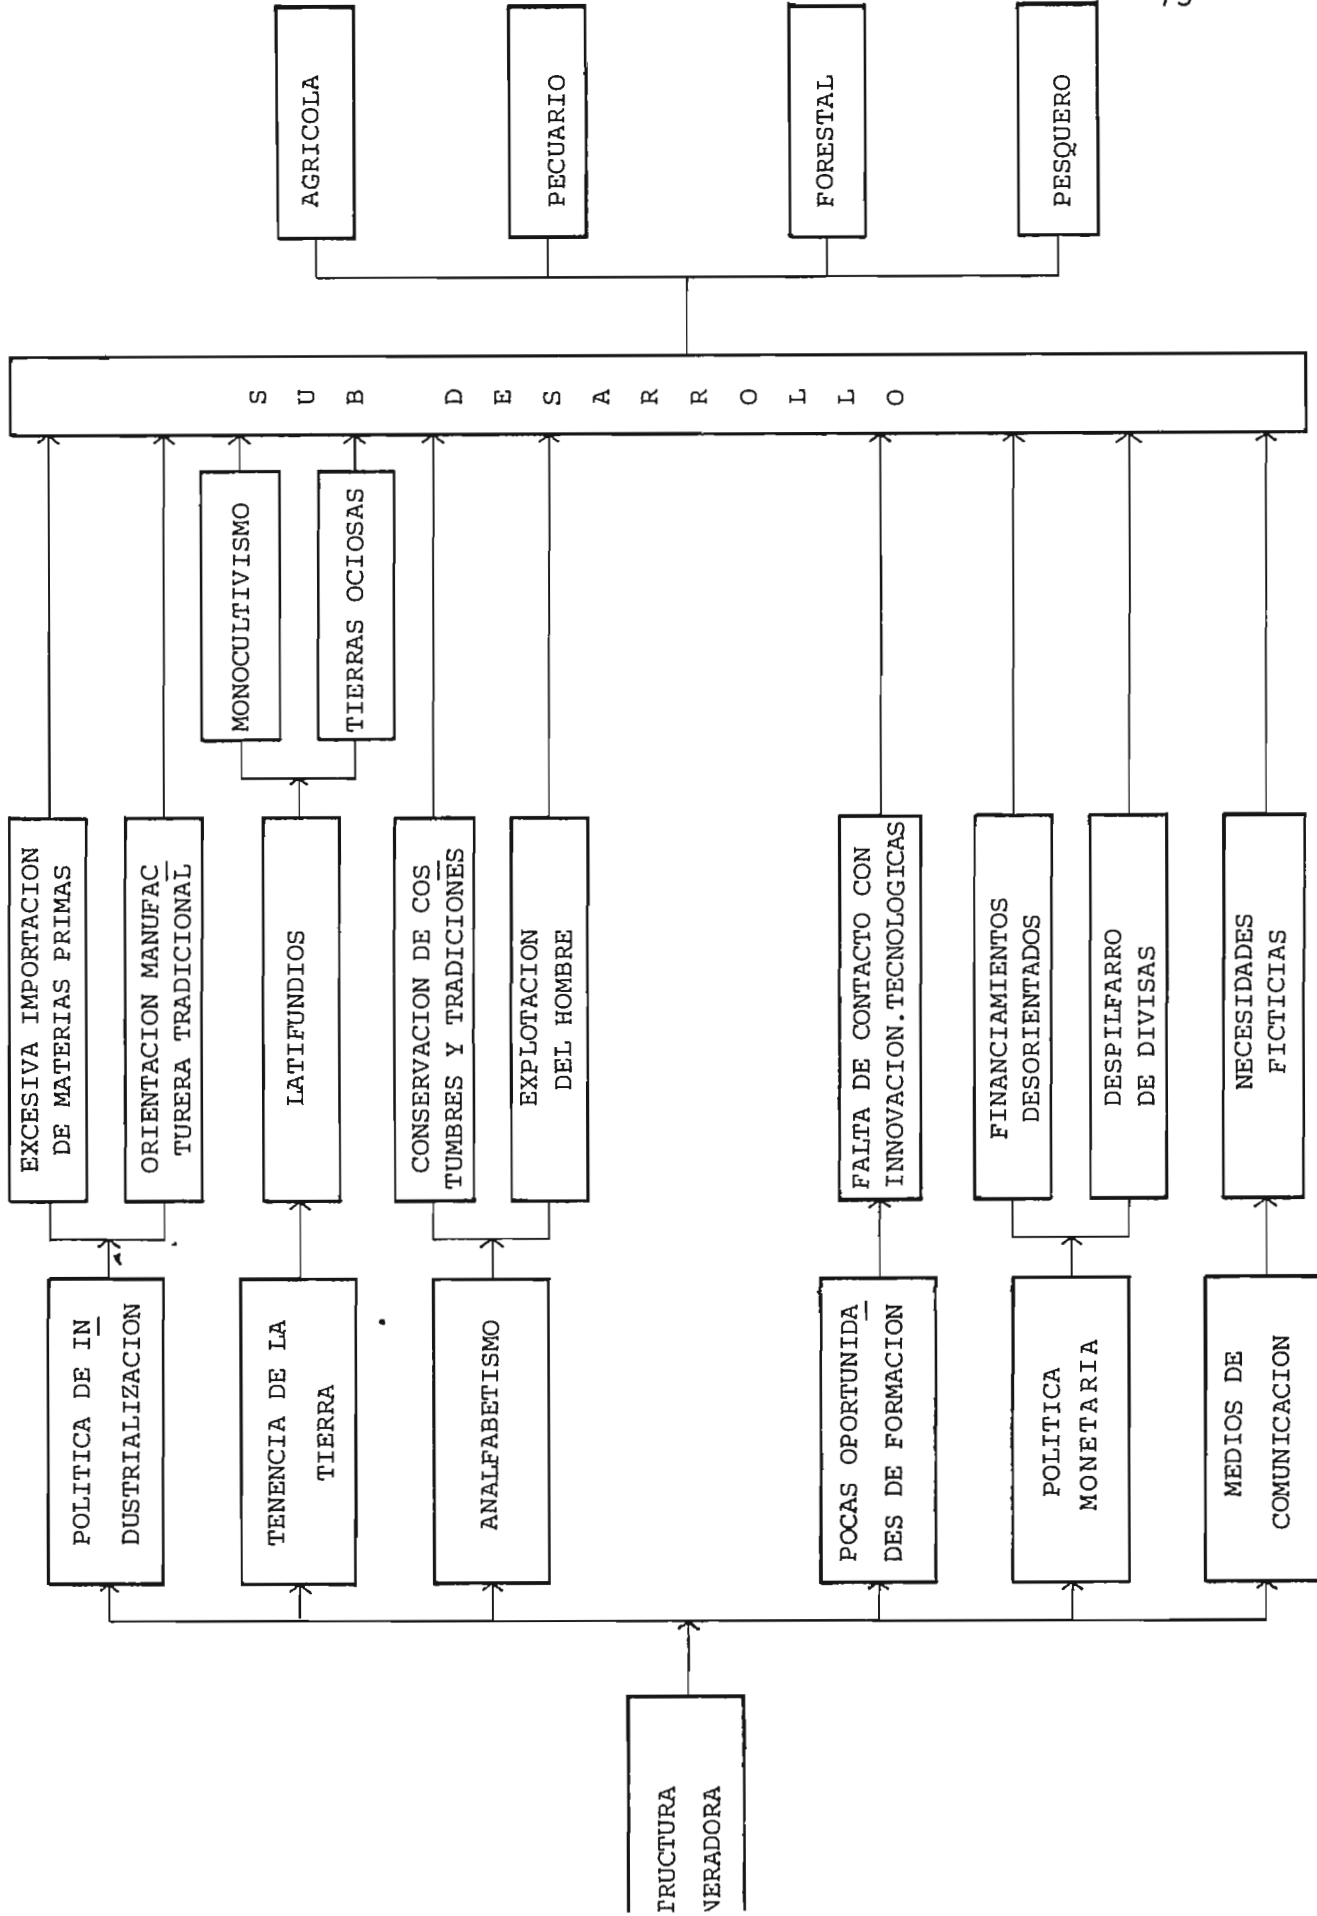 TRUCTURA
NERADORA
POLITICA DE IN
DUSTRIALIZACION
TENENCIA DE LA
TIERRA
ANALFABETISMO
POCAS OPORTUNIDA
DES DE FORMACION
POLITICA
MONETARIA
MEDIOS DE
COMUNICACION
EXCESIVA IMPORTACION
DE MATERIAS PRIMAS
ORIENTACION MANUFAC
TURERA TRADICIONAL
LATIFUNDIOS
CONSERVACION DE COS
TUMBRES Y TRADICIONES
EXPLOTACION
DEL HOMBRE
FALTA DE CONTACTO CON
INNOVACION.TECNOLOGICAS
FINANCIAMIENTOS
DESORIENTADOS
DESPILFARRO
DE DIVISAS
NECESIDADES
FICTICIAS
MONOCULTIVISMO
TIERRAS OCIOSAS
S U B D E S A R R O L L O
AGRICOLA
PECUARIO
FORESTAL
PESQUERO